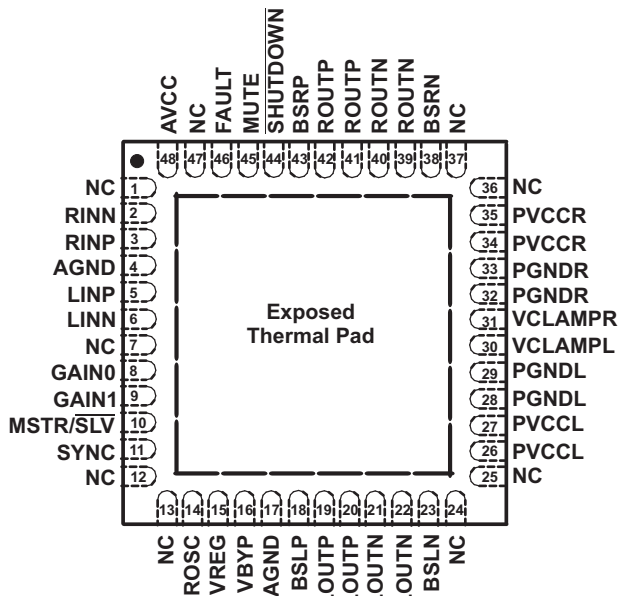 AVCC
NC
FAULT
MUTE
SHUTDOWN
BSRP
ROUTP
ROUTP
ROUTN
ROUTN
BSRN
NC
48 47 46 45 44 43 42 41 40 39 38 37
NC 1
RINN 2
RINP 3
AGND 4
LINP 5
LINN 6
NC 7
GAIN0 8
GAIN1 9
MSTR/SLV 10
SYNC 11
NC 12
Exposed
Thermal Pad
36 NC
35 PVCCR
34 PVCCR
33 PGNDR
32 PGNDR
31 VCLAMPR
30 VCLAMPL
29 PGNDL
28 PGNDL
27 PVCCL
26 PVCCL
25 NC
13 14 15 16 17 18 19 20 21 22 23 24
NC
ROSC
VREG
VBYP
AGND
BSLP
OUTP
OUTP
OUTN
OUTN
BSLN
NC